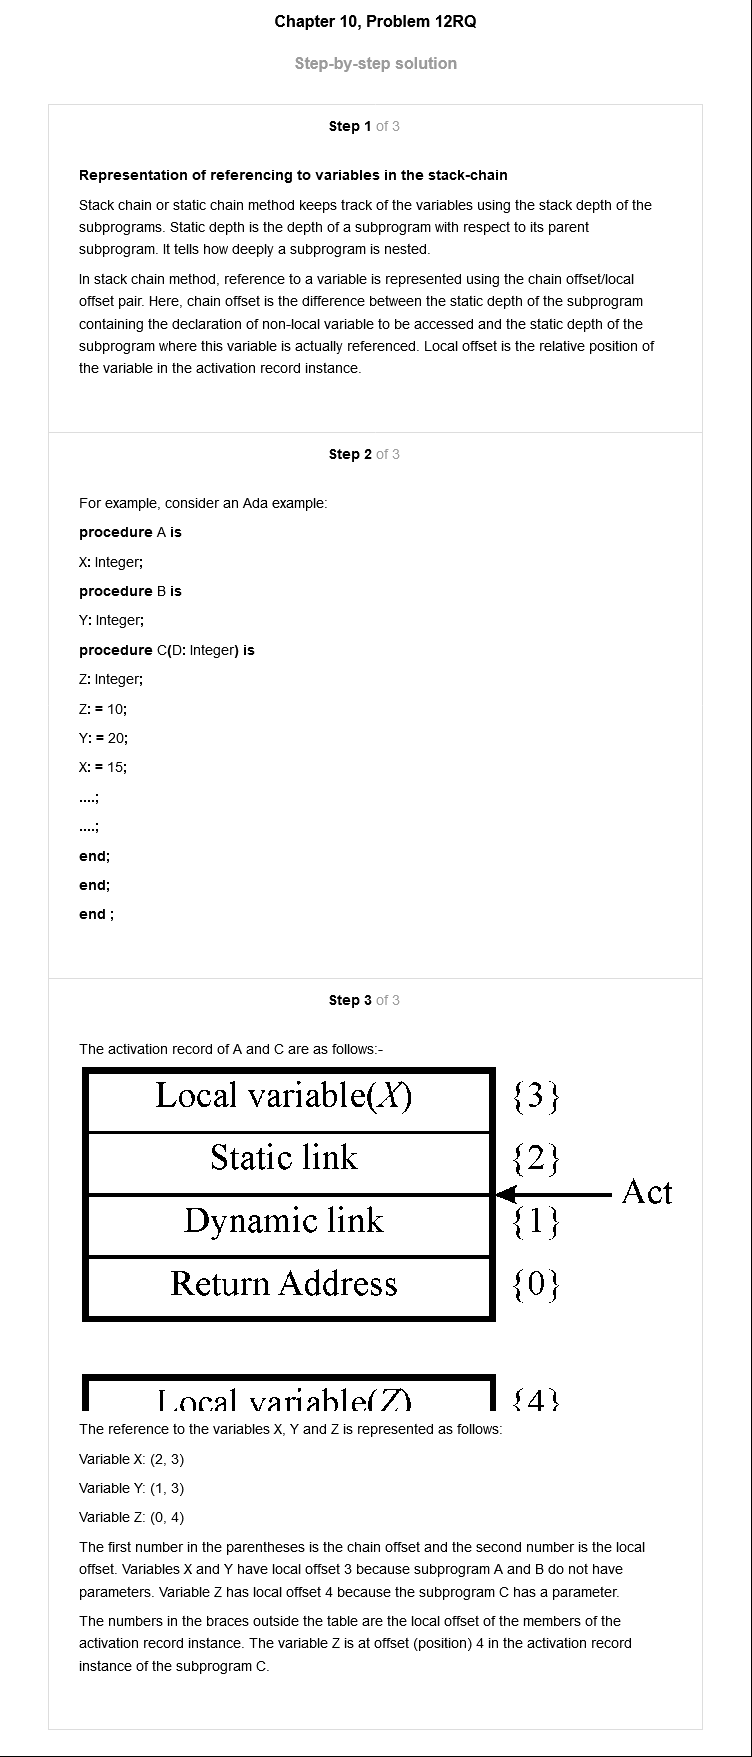 Chapter 10, Problem 12RQ
Step-by-step solution
Step 1 of 3
Representation of referencing to variables in the stack-chain
Stack chain or static chain method keeps track of the variables using the stack depth of the
subprograms. Static depth is the depth of a subprogram with respect to its parent
subprogram. It tells how deeply a subprogram is nested.
In stack chain method, reference to a variable is represented using the chain offset/local
offset pair. Here, chain offset is the difference between the static depth of the subprogram
containing the declaration of non-local variable to be accessed and the static depth of the
subprogram where this variable is actually referenced. Local offset is the relative position of
the variable in the activation record instance.
Step 2 of 3
For example, consider an Ada example:
procedure A is
X: Integer;
procedure B is
Y: Integer;
procedure C(D: Integer) is
Z: Integer;
Z: = 10;
Y: = 20;
X: = 15;
....;
....;
end;
end;
end ;
Step 3 of 3
The activation record of A and C are as follows:-
Local variable(X) {3}
Static link {2}
Act
Dynamic link {1}
Return Address {0}
Local variable(Z) {4}
The reference to the variables X, Y and Z is represented as follows:
Variable X: (2, 3)
Variable Y: (1, 3)
Variable Z: (0, 4)
The first number in the parentheses is the chain offset and the second number is the local
offset. Variables X and Y have local offset 3 because subprogram A and B do not have
parameters. Variable Z has local offset 4 because the subprogram C has a parameter.
The numbers in the braces outside the table are the local offset of the members of the
activation record instance. The variable Z is at offset (position) 4 in the activation record
instance of the subprogram C.